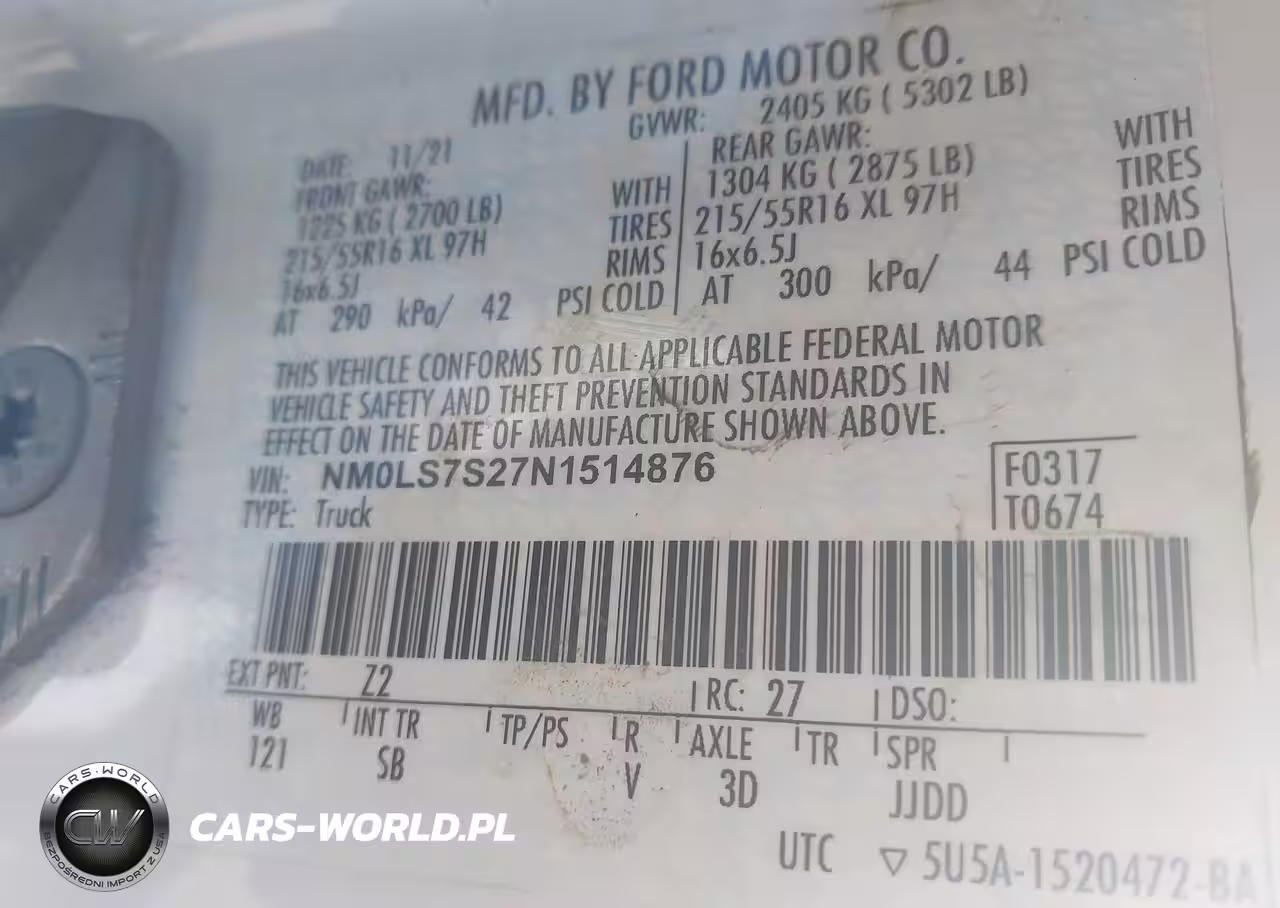 MFD. BY FORD MOTOR CO.
DATE: 11/21
GVWR: 2405 KG ( 5302 LB)
FRONT GAWR:
1225 KG ( 2700 LB) WITH
215/55R16 XL 97H TIRES
16x6.5J RIMS
AT 290 kPa/ 42 PSI COLD
REAR GAWR:
1304 KG ( 2875 LB) WITH
215/55R16 XL 97H TIRES
16x6.5J RIMS
AT 300 kPa/ 44 PSI COLD
THIS VEHICLE CONFORMS TO ALL APPLICABLE FEDERAL MOTOR
VEHICLE SAFETY AND THEFT PREVENTION STANDARDS IN
EFFECT ON THE DATE OF MANUFACTURE SHOWN ABOVE.
VIN: NM0LS7S27N1514876
TYPE: Truck
F0317
T0674
EXT PNT: Z2 RC: 27 DSO:
WB INT TR TP/PS R AXLE TR SPR
121 SB V 3D JJDD
UTC ▽ 5U5A-1520472-BA
CARS-WORLD
CW
BEZPOŚREDNI IMPORT Z USA
CARS-WORLD.PL